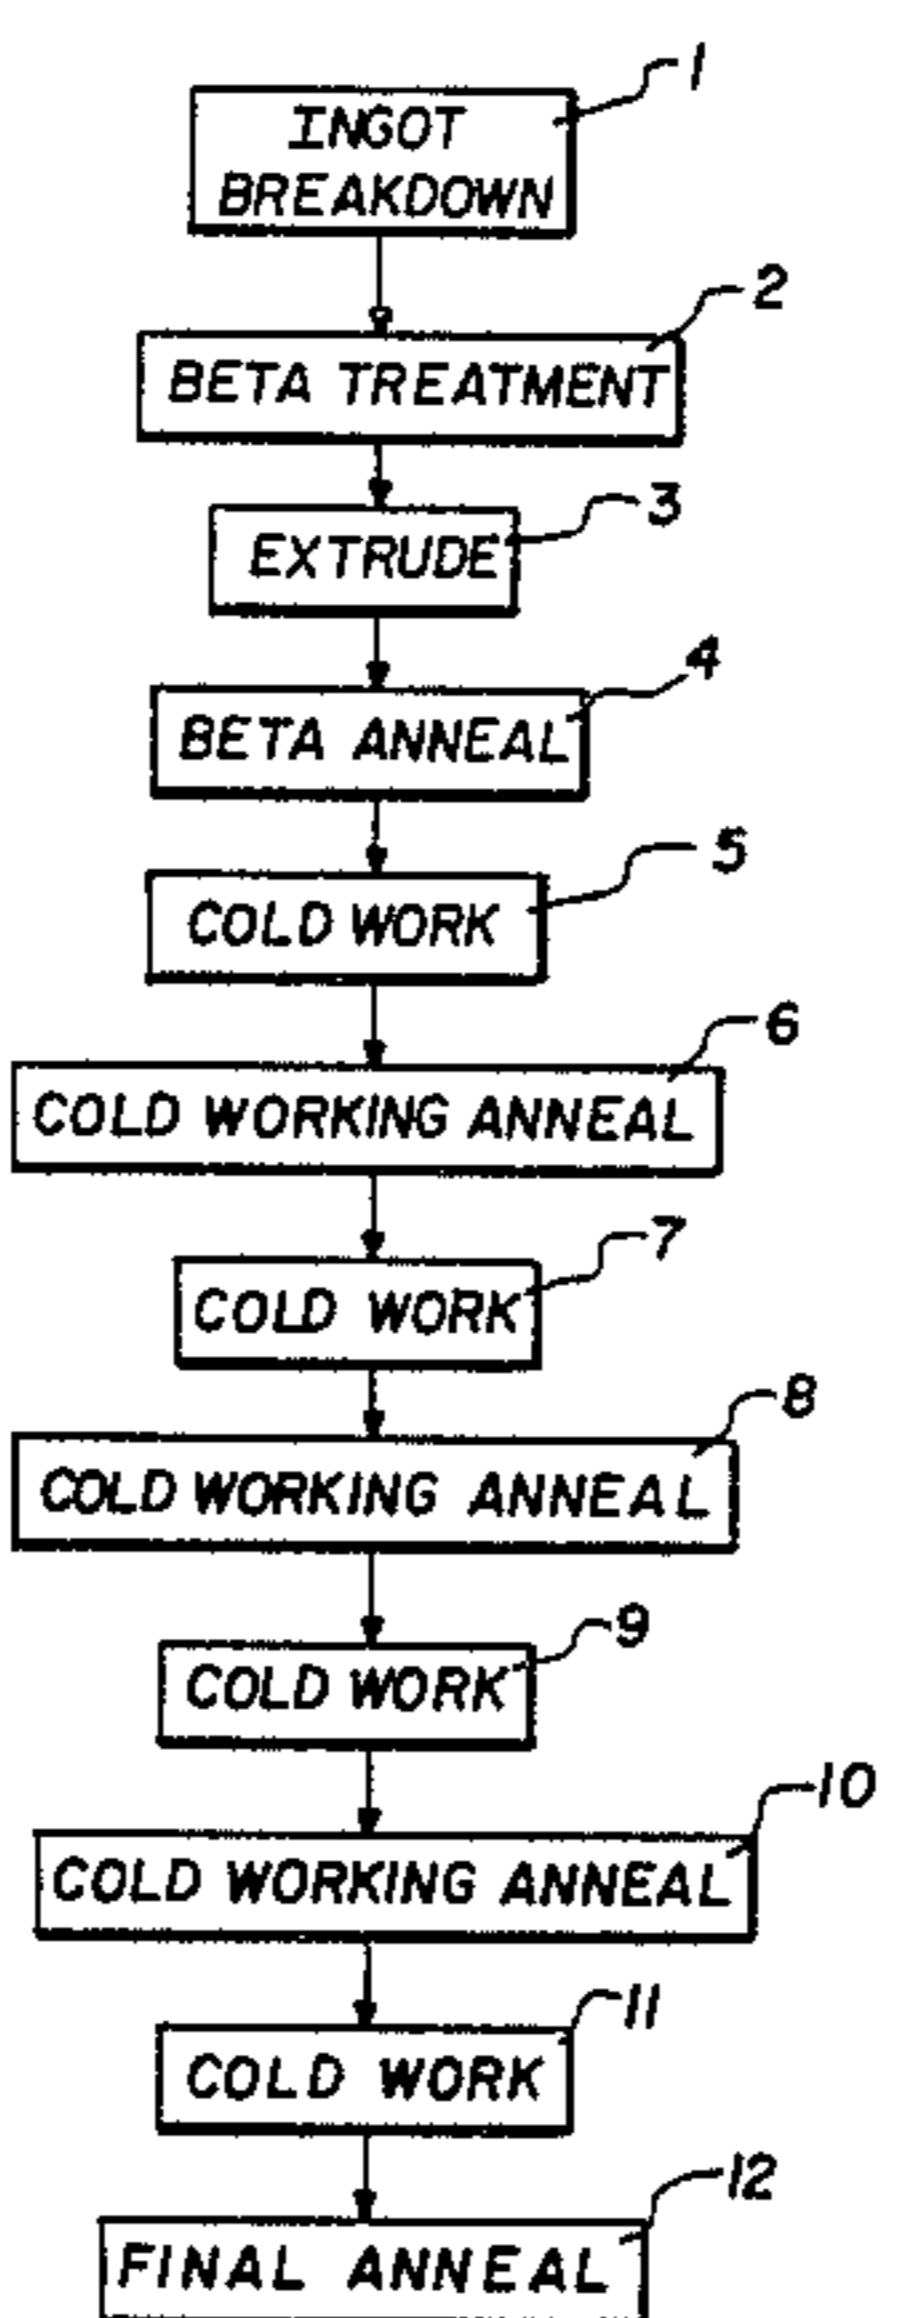 1
INGOT
BREAKDOWN
2
BETA TREATMENT
3
EXTRUDE
4
BETA ANNEAL
5
COLD WORK
6
COLD WORKING ANNEAL
7
COLD WORK
8
COLD WORKING ANNEAL
9
COLD WORK
10
COLD WORKING ANNEAL
11
COLD WORK
12
FINAL ANNEAL